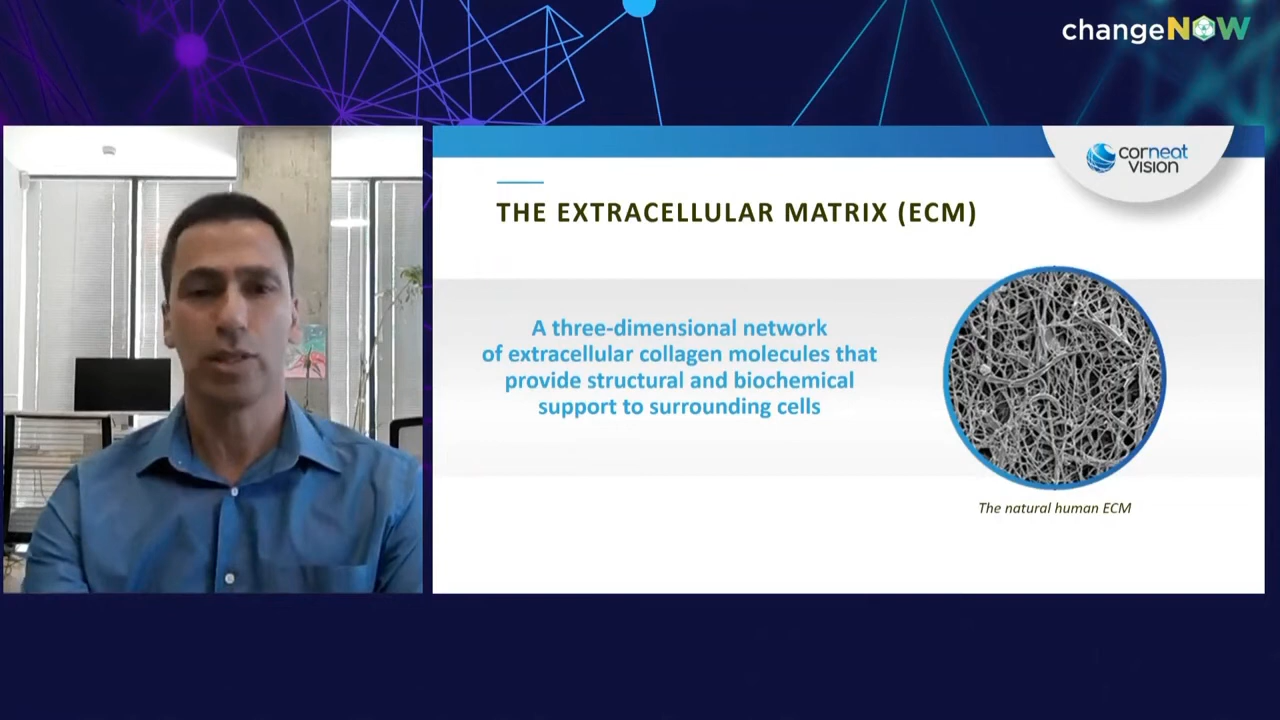 changeNOW
corneat
VISION
THE EXTRACELLULAR MATRIX (ECM)
A three-dimensional network
of extracellular collagen molecules that
provide structural and biochemical
support to surrounding cells
The natural human ECM